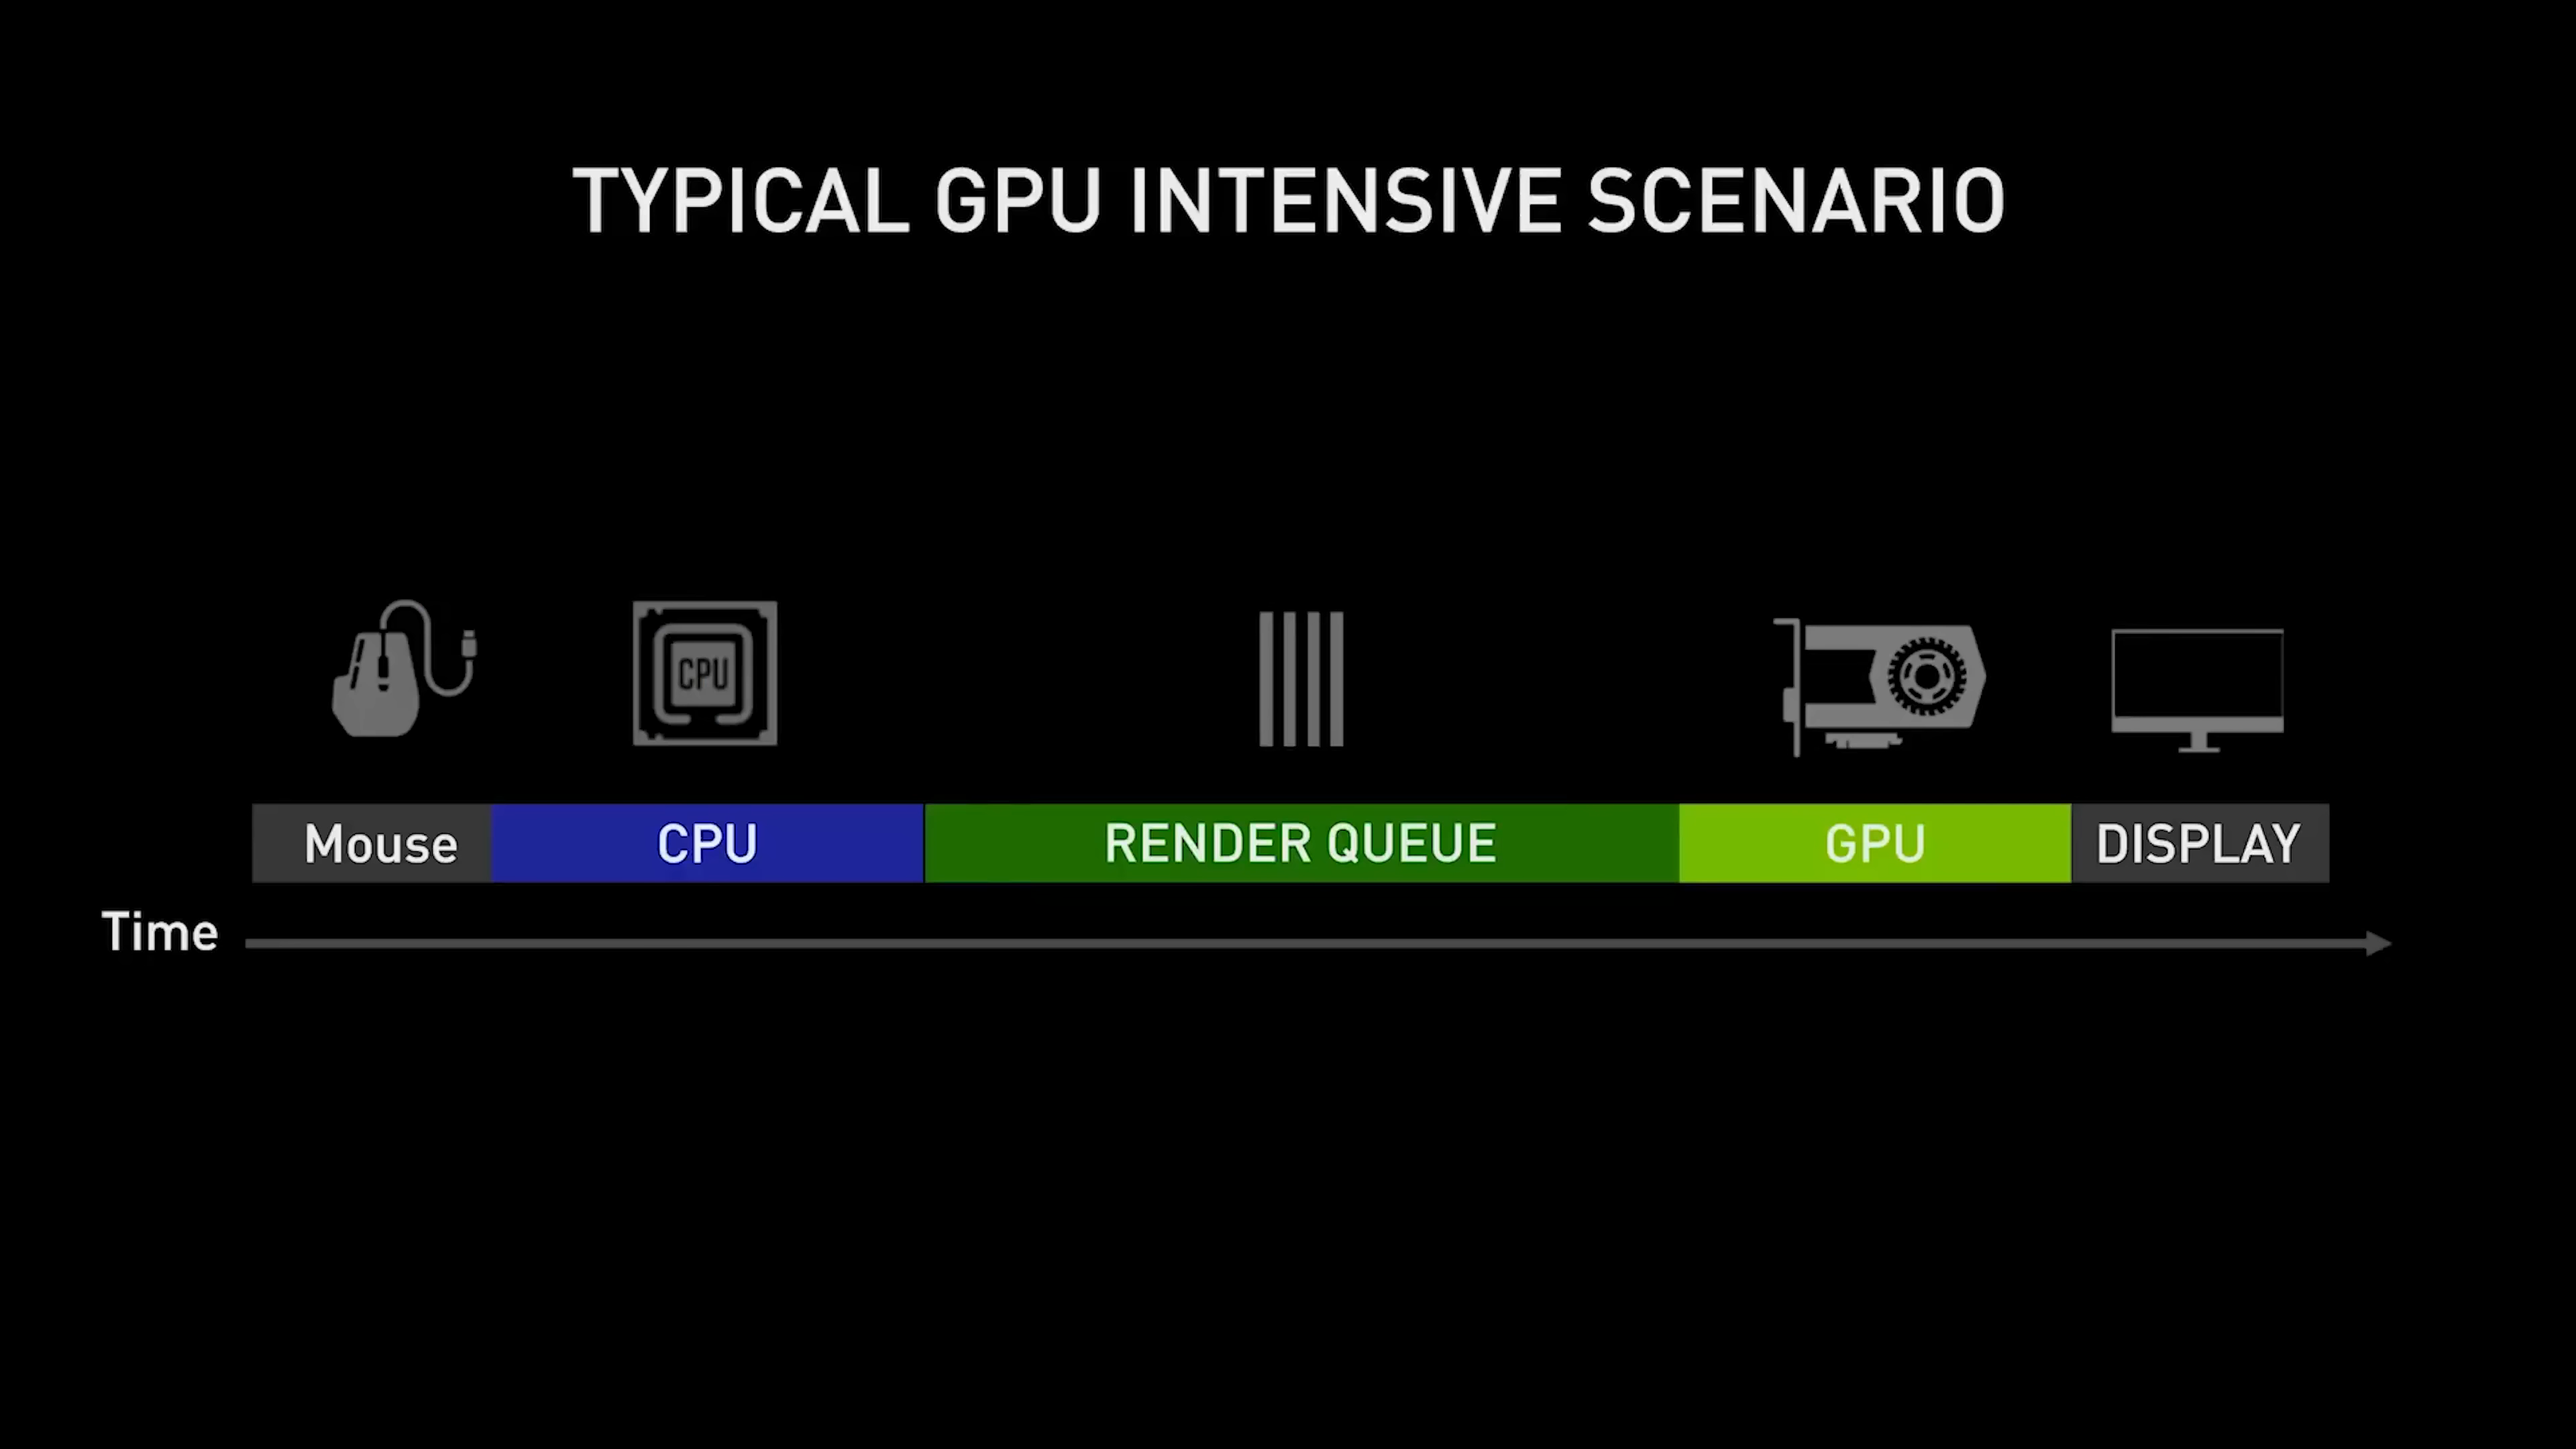 TYPICAL GPU INTENSIVE SCENARIO
CPU
Mouse CPU RENDER QUEUE GPU DISPLAY
Time